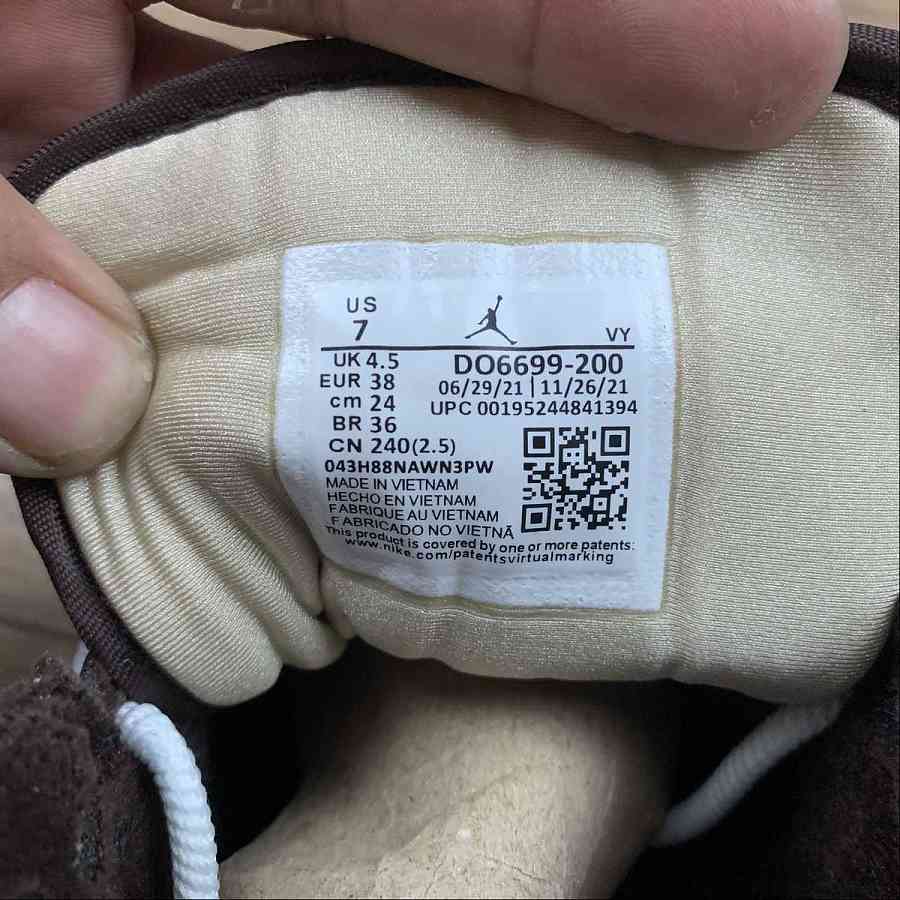 US
7
VY
UK 4.5
EUR 38
cm 24
BR 36
CN 240(2.5)
DO6699-200
06/29/21 | 11/26/21
UPC 00195244841394
043H88NAWN3PW
MADE IN VIETNAM
HECHO EN VIETNAM
FABRIQUE AU VIETNAM
FABRICADO NO VIETNÃ
This product is covered by one or more patents:
www.nike.com/patentsvirtualmarking